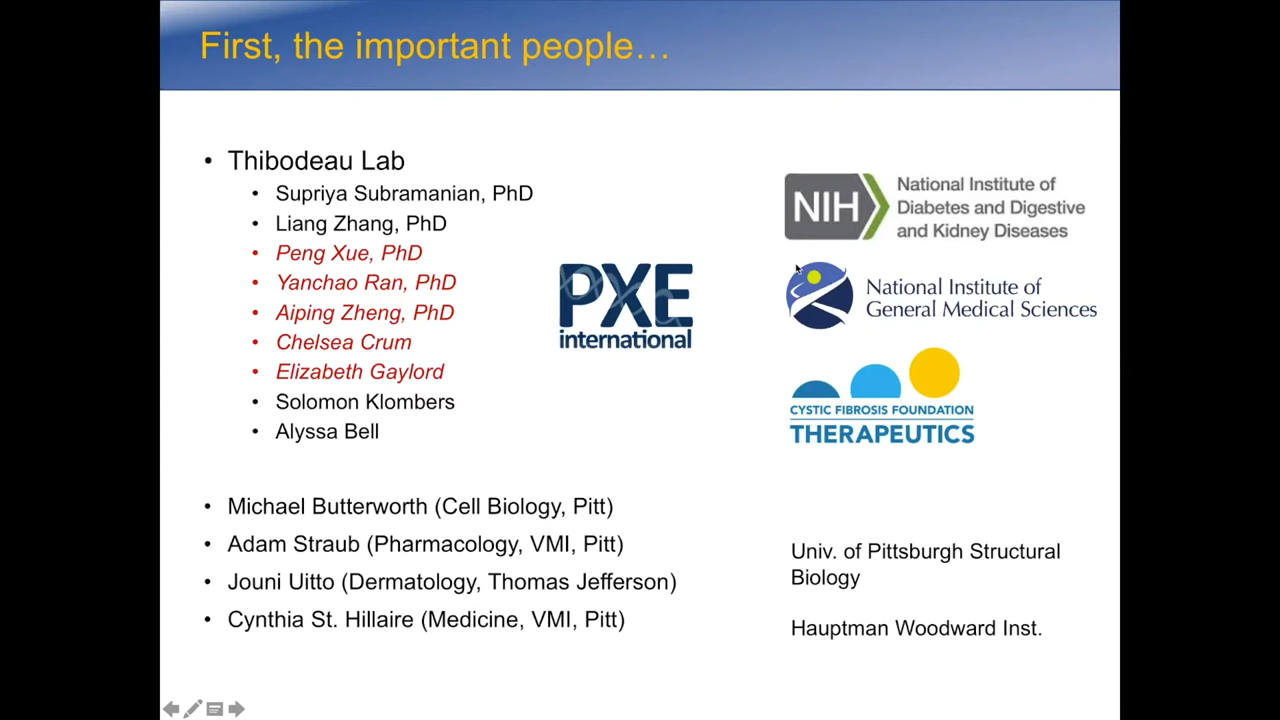 First, the important people…
• Thibodeau Lab
• Supriya Subramanian, PhD
• Liang Zhang, PhD
• Peng Xue, PhD
• Yanchao Ran, PhD
• Aiping Zheng, PhD
• Chelsea Crum
• Elizabeth Gaylord
• Solomon Klombers
• Alyssa Bell
• Michael Butterworth (Cell Biology, Pitt)
• Adam Straub (Pharmacology, VMI, Pitt)
• Jouni Uitto (Dermatology, Thomas Jefferson)
• Cynthia St. Hillaire (Medicine, VMI, Pitt)
PXE
international
NIH
National Institute of
Diabetes and Digestive
and Kidney Diseases
National Institute of
General Medical Sciences
CYSTIC FIBROSIS FOUNDATION
THERAPEUTICS
Univ. of Pittsburgh Structural
Biology
Hauptman Woodward Inst.